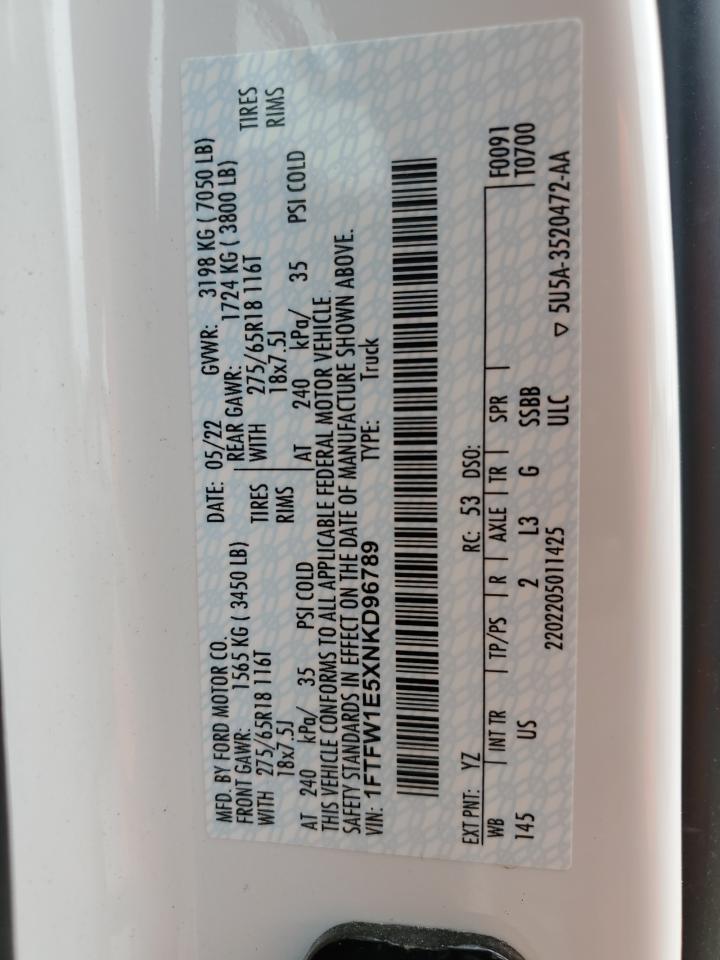 MFD. BY FORD MOTOR CO. DATE: 05/22 GVWR: 3198 KG ( 7050 LB)
FRONT GAWR: 1565 KG ( 3450 LB) REAR GAWR: 1724 KG ( 3800 LB)
WITH 275/65R18 116T TIRES WITH 275/65R18 116T TIRES
18x7.5J RIMS 18x7.5J RIMS
AT 240 kPa/ 35 PSI COLD AT 240 kPa/ 35 PSI COLD
THIS VEHICLE CONFORMS TO ALL APPLICABLE FEDERAL MOTOR VEHICLE
SAFETY STANDARDS IN EFFECT ON THE DATE OF MANUFACTURE SHOWN ABOVE.
VIN: 1FTFW1E5XNKD96789 TYPE: Truck
EXT PNT: YZ RC: 53 DSO:
WB INT TR TP/PS R AXLE TR SPR F0091
145 US 2 L3 G SSBB T0700
2202205011425 ULC ▽ 5U5A-3520472-AA